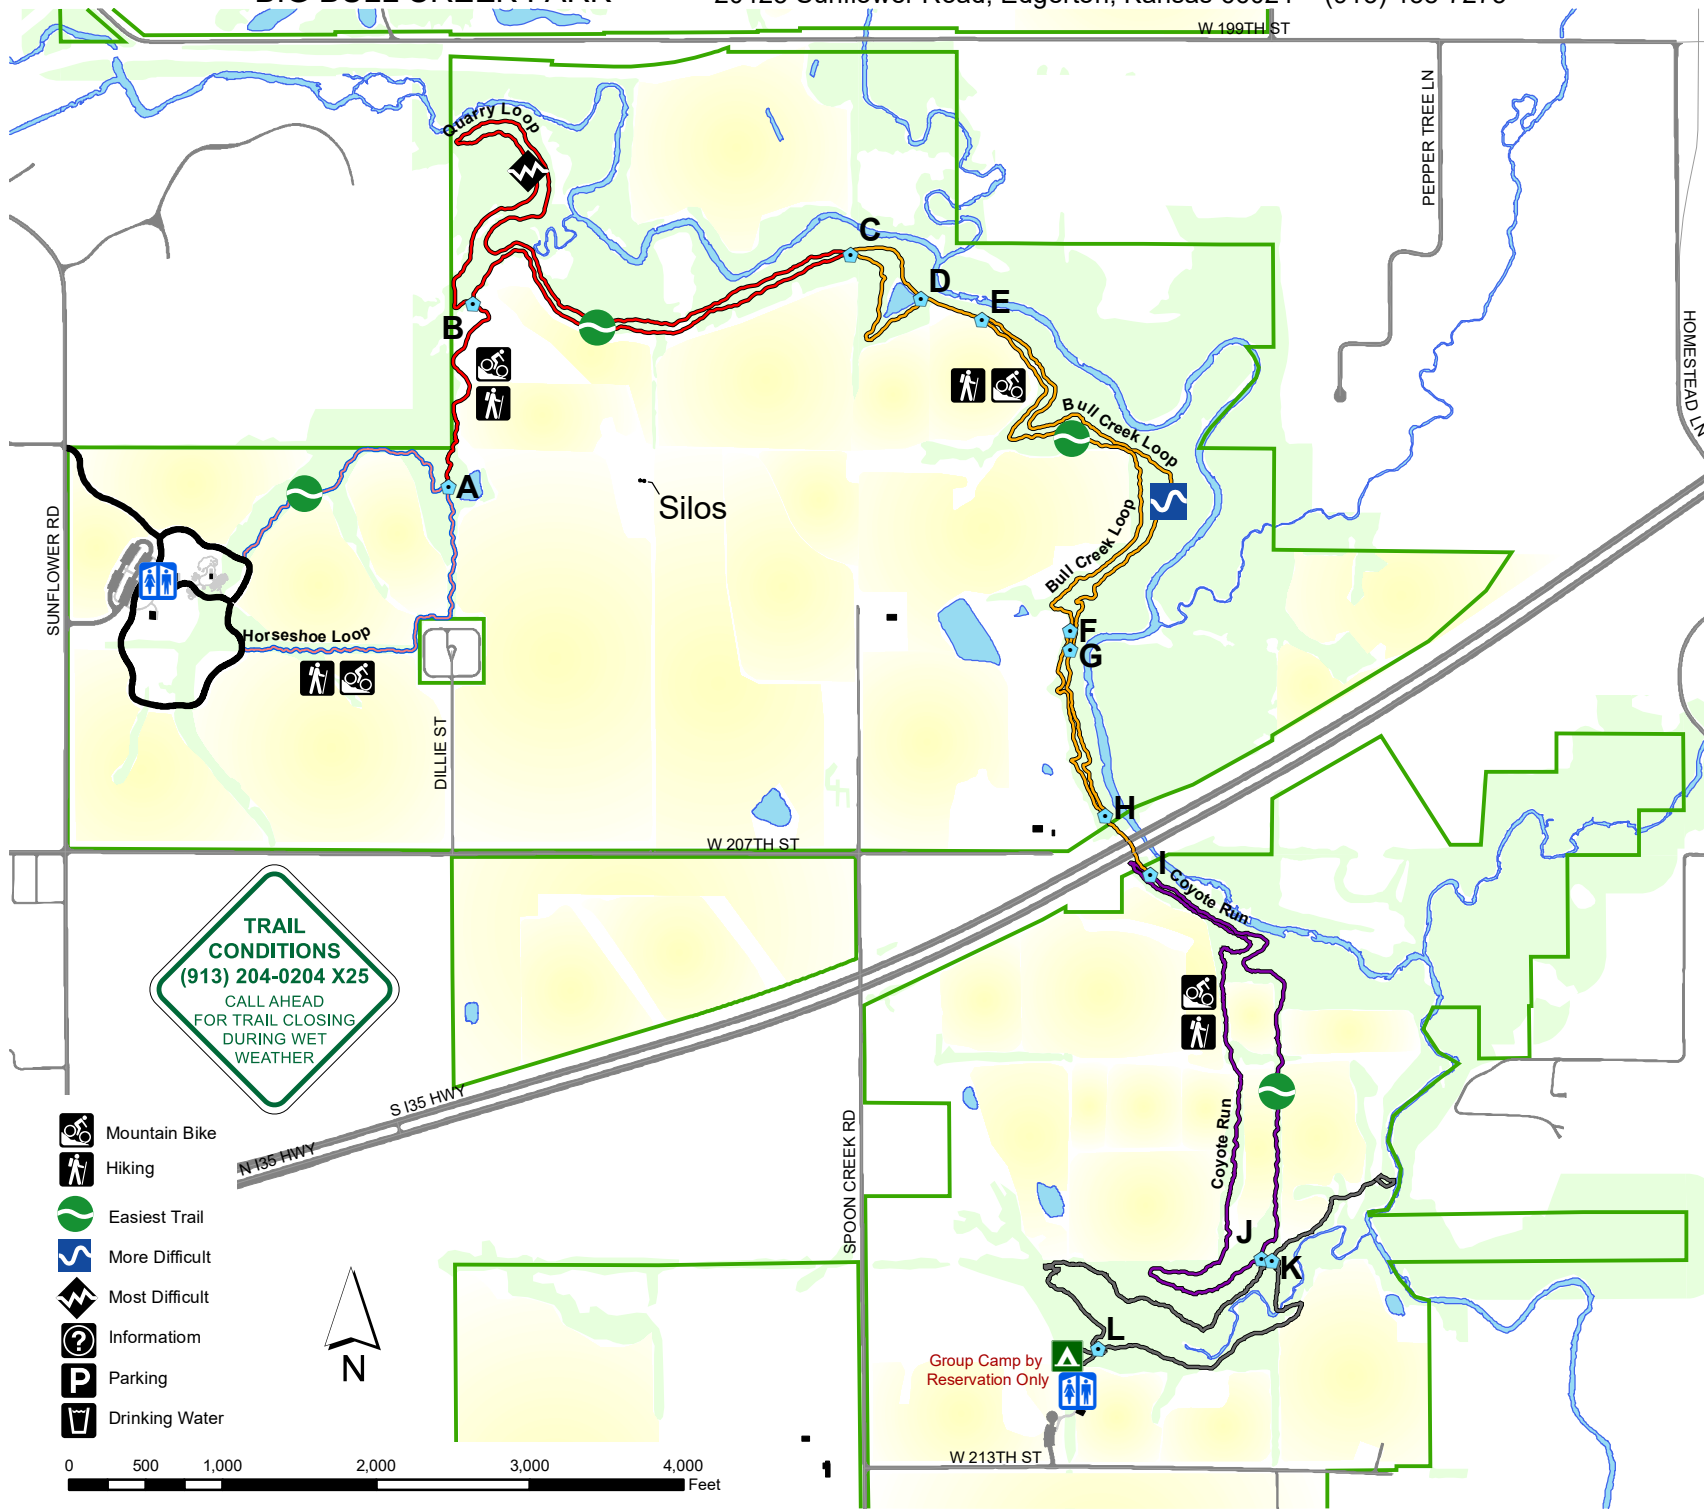 W 199TH ST
PEPPER TREE LN
HOMESTEAD LN
Quarry Loop
C
D
E
B
Bull Creek Loop
A
Silos
SUNFLOWER RD
Bull Creek Loop
Horseshoe Loop
F
G
DILLIE ST
H
W 207TH ST
I
Coyote Run
TRAIL
CONDITIONS
(913) 204-0204 X25
CALL AHEAD
FOR TRAIL CLOSING
DURING WET
WEATHER
S I35 HWY
N I35 HWY
SPOON CREEK RD
Coyote Run
Mountain Bike
Hiking
Easiest Trail
More Difficult
Most Difficult
?
Informatiom
P
Parking
Drinking Water
N
J
K
L
Group Camp by
Reservation Only
W 213TH ST
0 500 1,000 2,000 3,000 4,000
Feet